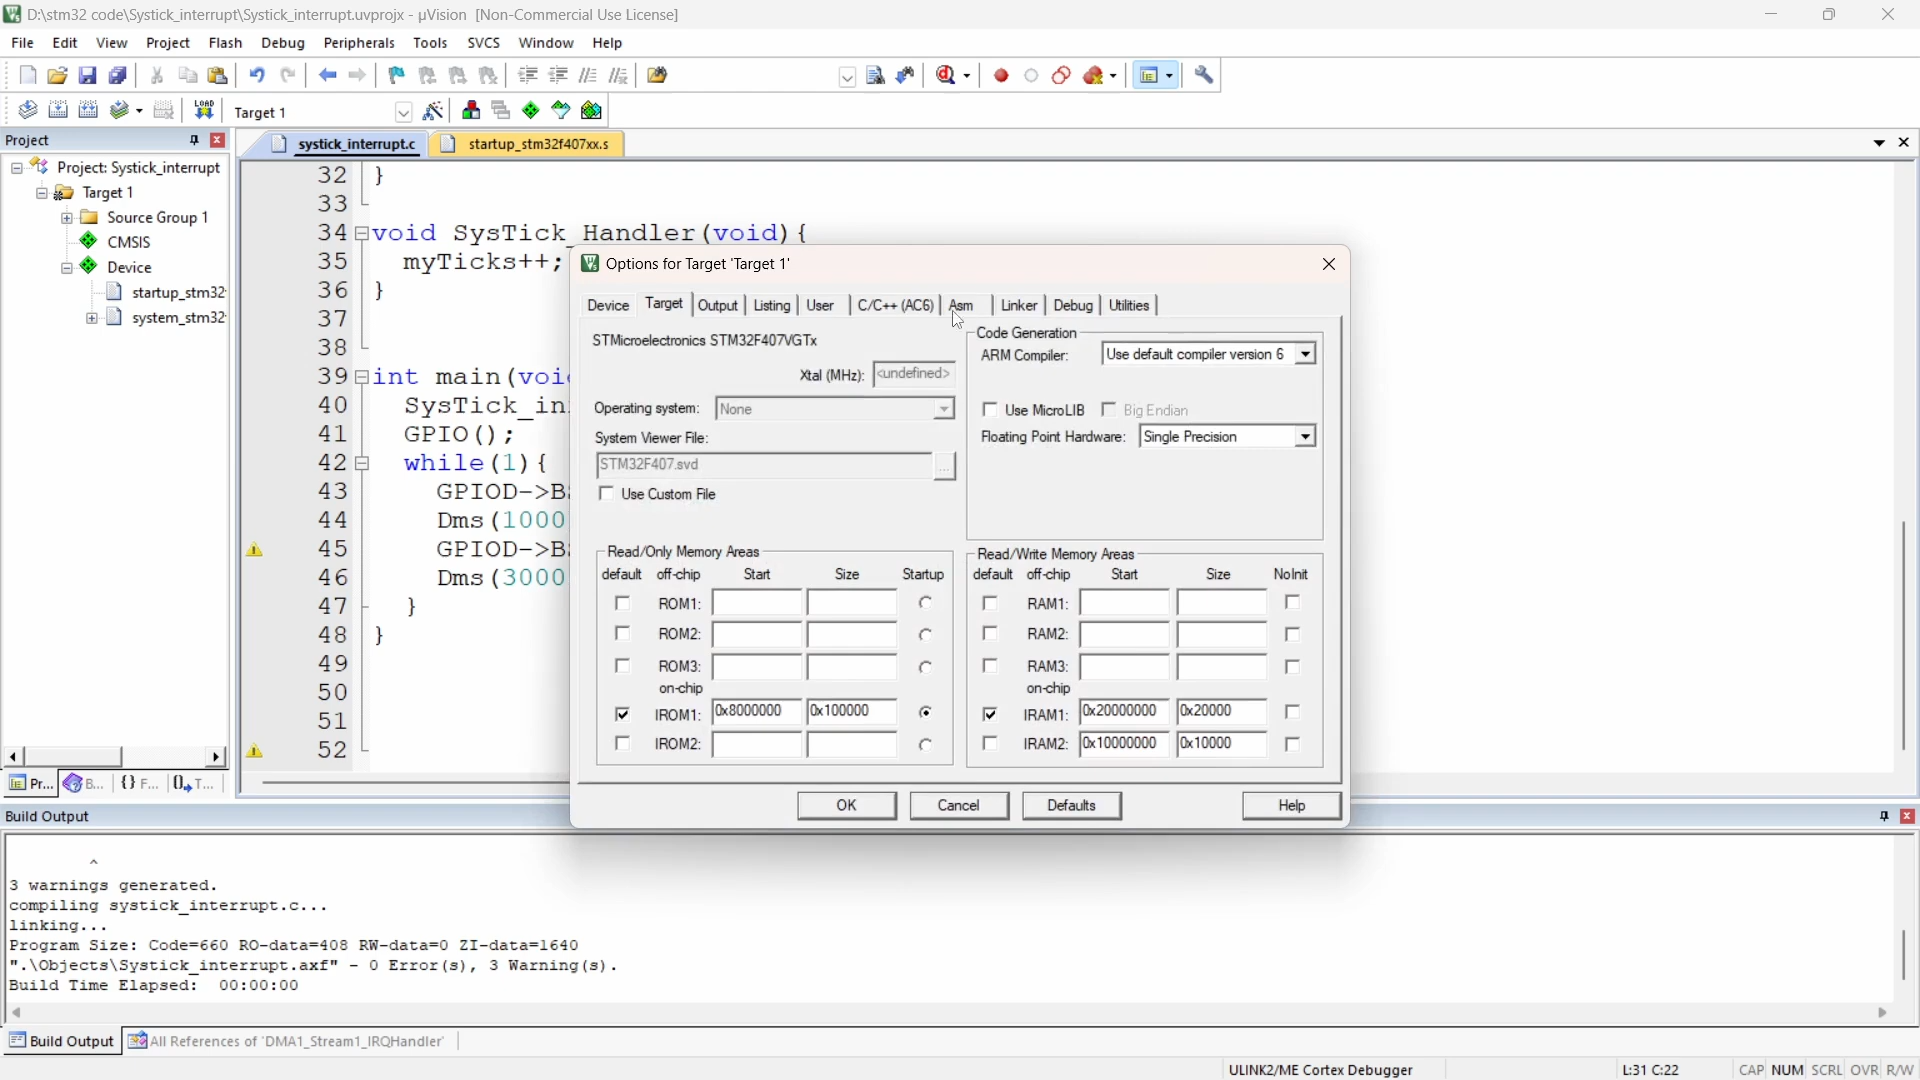 D:\stm32 code\Systick_interrupt\Systick_interrupt.uvprojx - µVision [Non-Commercial Use License]
File Edit View Project Flash Debug Peripherals Tools SVCS Window Help
LOAD Target 1
Project
systick_interrupt.c startup_stm32f407xx.s
Project: Systick_interrupt
Target 1
Source Group 1
CMSIS
Device
startup_stm32
system_stm32
Pr... B... {} F... 0→ T...
32 }
33
34 void SysTick_Handler(void){
35 myTicks++;
36 }
37
38
39 int main(voi
40 SysTick_in
41 GPIO();
42 while(1){
43 GPIOD->B
44 Dms(1000
45 GPIOD->B
46 Dms(3000
47 }
48 }
49
50
51
52
Options for Target 'Target 1'
Device Target Output Listing User C/C++ (AC6) Asm Linker Debug Utilities
STMicroelectronics STM32F407VGTx
Xtal (MHz): <undefined>
Operating system: None
System Viewer File:
STM32F407.svd ...
Use Custom File
Code Generation
ARM Compiler: Use default compiler version 6
Use MicroLIB Big Endian
Floating Point Hardware: Single Precision
Read/Only Memory Areas
default off-chip Start Size Startup
ROM1:
ROM2:
ROM3:
on-chip
IROM1: 0x8000000 0x100000
IROM2:
Read/Write Memory Areas
default off-chip Start Size NoInit
RAM1:
RAM2:
RAM3:
on-chip
IRAM1: 0x20000000 0x20000
IRAM2: 0x10000000 0x10000
OK Cancel Defaults Help
Build Output
^
3 warnings generated.
compiling systick_interrupt.c...
linking...
Program Size: Code=660 RO-data=408 RW-data=0 ZI-data=1640
".\Objects\Systick_interrupt.axf" - 0 Error(s), 3 Warning(s).
Build Time Elapsed: 00:00:00
Build Output All References of 'DMA1_Stream1_IRQHandler'
ULINK2/ME Cortex Debugger L:31 C:22 CAP NUM SCRL OVR R/W